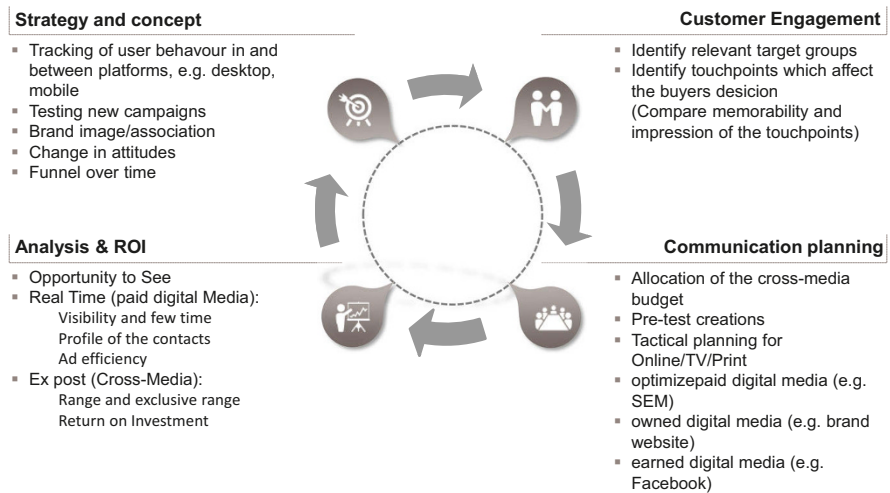 Strategy and concept
▪ Tracking of user behavour in and
between platforms, e.g. desktop,
mobile
▪ Testing new campaigns
▪ Brand image/association
▪ Change in attitudes
▪ Funnel over time
Customer Engagement
▪ Identify relevant target groups
▪ Identify touchpoints which affect
the buyers desicion
(Compare memorability and
impression of the touchpoints)
Analysis & ROI
▪ Opportunity to See
▪ Real Time (paid digital Media):
Visibility and few time
Profile of the contacts
Ad efficiency
▪ Ex post (Cross-Media):
Range and exclusive range
Return on Investment
Communication planning
▪ Allocation of the cross-media
budget
▪ Pre-test creations
▪ Tactical planning for
Online/TV/Print
▪ optimizepaid digital media (e.g.
SEM)
▪ owned digital media (e.g. brand
website)
▪ earned digital media (e.g.
Facebook)